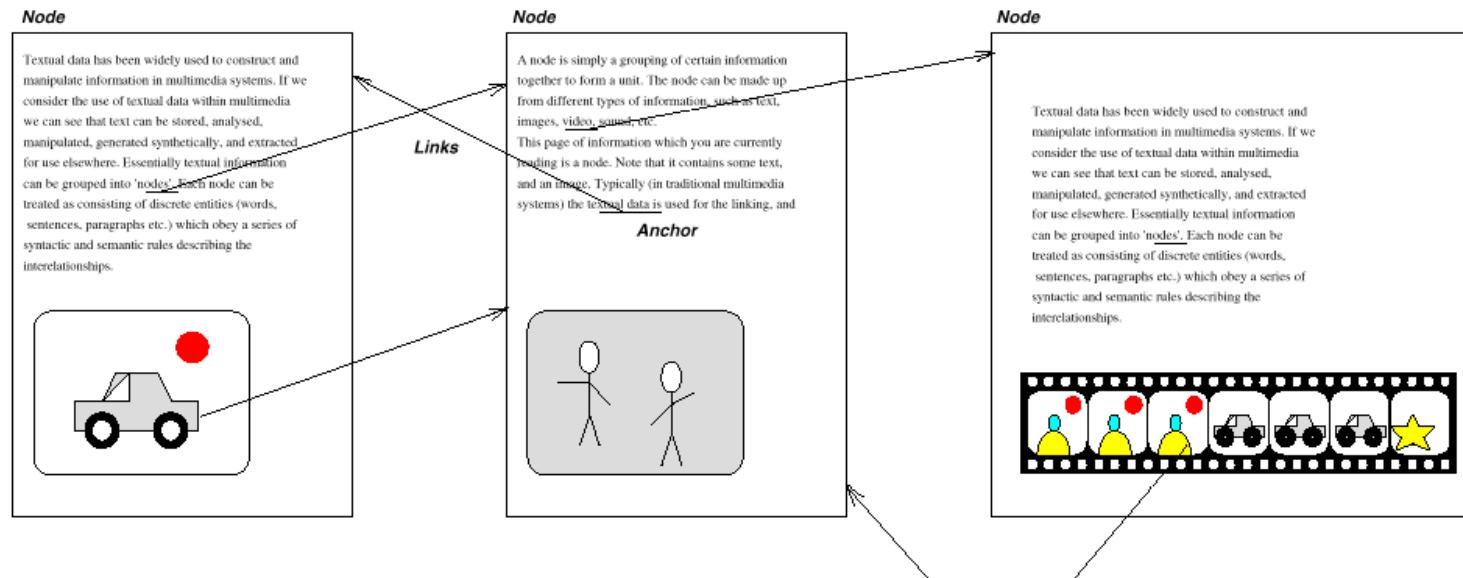 Node
Textual data has been widely used to construct and
manipulate information in multimedia systems. If we
consider the use of textual data within multimedia
we can see that text can be stored, analysed,
manipulated, generated synthetically, and extracted
for use elsewhere. Essentially textual information
can be grouped into 'nodes'. Each node can be
treated as consisting of discrete entities (words,
sentences, paragraphs etc.) which obey a series of
syntactic and semantic rules describing the
interrelationships.
Links
Node
A node is simply a grouping of certain information
together to form a unit. The node can be made up
from different types of information, such as text,
images, video, sound, etc.
This page of information which you are currently
reading is a node. Note that it contains some text,
and an image. Typically (in traditional multimedia
systems) the textual data is used for the linking, and
Anchor
Node
Textual data has been widely used to construct and
manipulate information in multimedia systems. If we
consider the use of textual data within multimedia
we can see that text can be stored, analysed,
manipulated, generated synthetically, and extracted
for use elsewhere. Essentially textual information
can be grouped into 'nodes'. Each node can be
treated as consisting of discrete entities (words,
sentences, paragraphs etc.) which obey a series of
syntactic and semantic rules describing the
interrelationships.